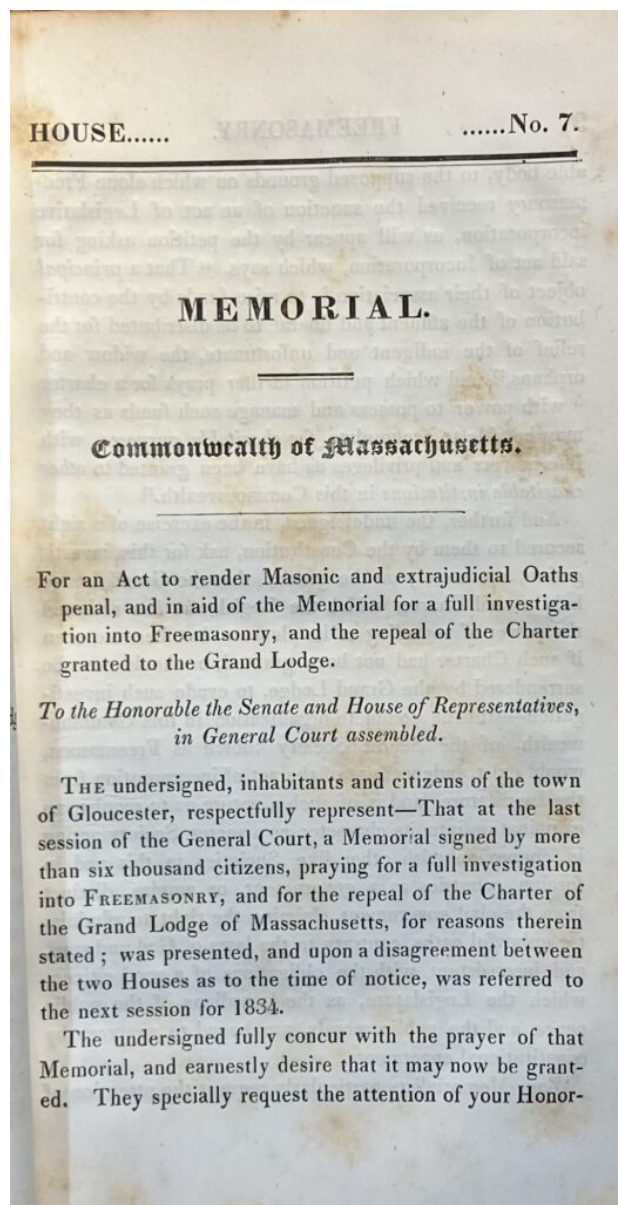 HOUSE...... ......No. 7.
MEMORIAL.
Commonwealth of Massachusetts.
For an Act to render Masonic and extrajudicial Oaths
penal, and in aid of the Memorial for a full investiga-
tion into Freemasonry, and the repeal of the Charter
granted to the Grand Lodge.
To the Honorable the Senate and House of Representatives,
in General Court assembled.
THE undersigned, inhabitants and citizens of the town
of Gloucester, respectfully represent—That at the last
session of the General Court, a Memorial signed by more
than six thousand citizens, praying for a full investigation
into FREEMASONRY, and for the repeal of the Charter of
the Grand Lodge of Massachusetts, for reasons therein
stated ; was presented, and upon a disagreement between
the two Houses as to the time of notice, was referred to
the next session for 1834.
The undersigned fully concur with the prayer of that
Memorial, and earnestly desire that it may now be grant-
ed. They specially request the attention of your Honor-